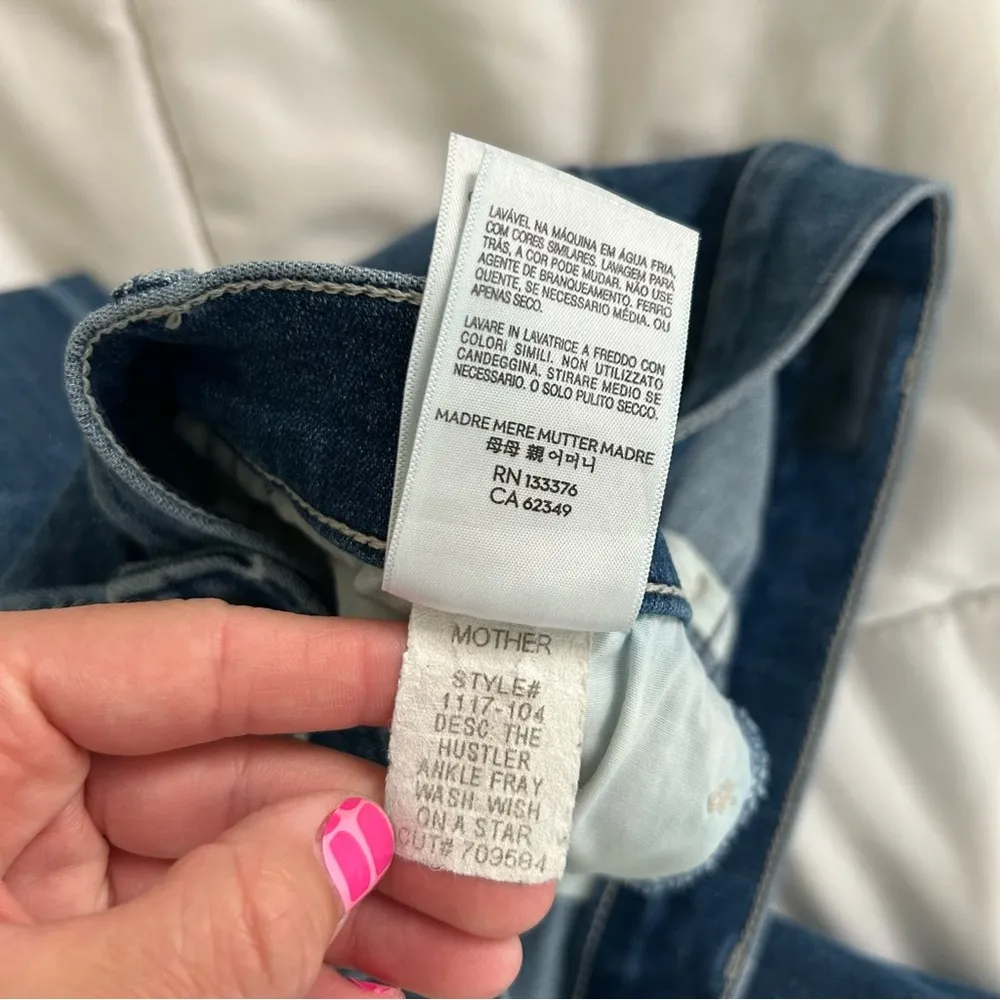 LAVÁVEL NA MÁQUINA EM ÁGUA FRIA,
COM CORES SIMILARES. LAVAGEM PARA
TRÁS, A COR PODE MUDAR. NÃO USE
AGENTE DE BRANQUEAMENTO. FERRO
QUENTE, SE NECESSARIO MÉDIA. OU
APENAS SECO.
LAVARE IN LAVATRICE A FREDDO CON
COLORI SIMILI. NON UTILIZZATO
CANDEGGINA. STIRARE MEDIO SE
NECESSARIO. O SOLO PULITO SECCO.
MADRE MERE MUTTER MADRE
母母 親 어머니
RN 133376
CA 62349
MOTHER
STYLE#
1117-104
DESC: THE
HUSTLER
ANKLE FRAY
WASH: WISH
ON A STAR
CUT# 709584